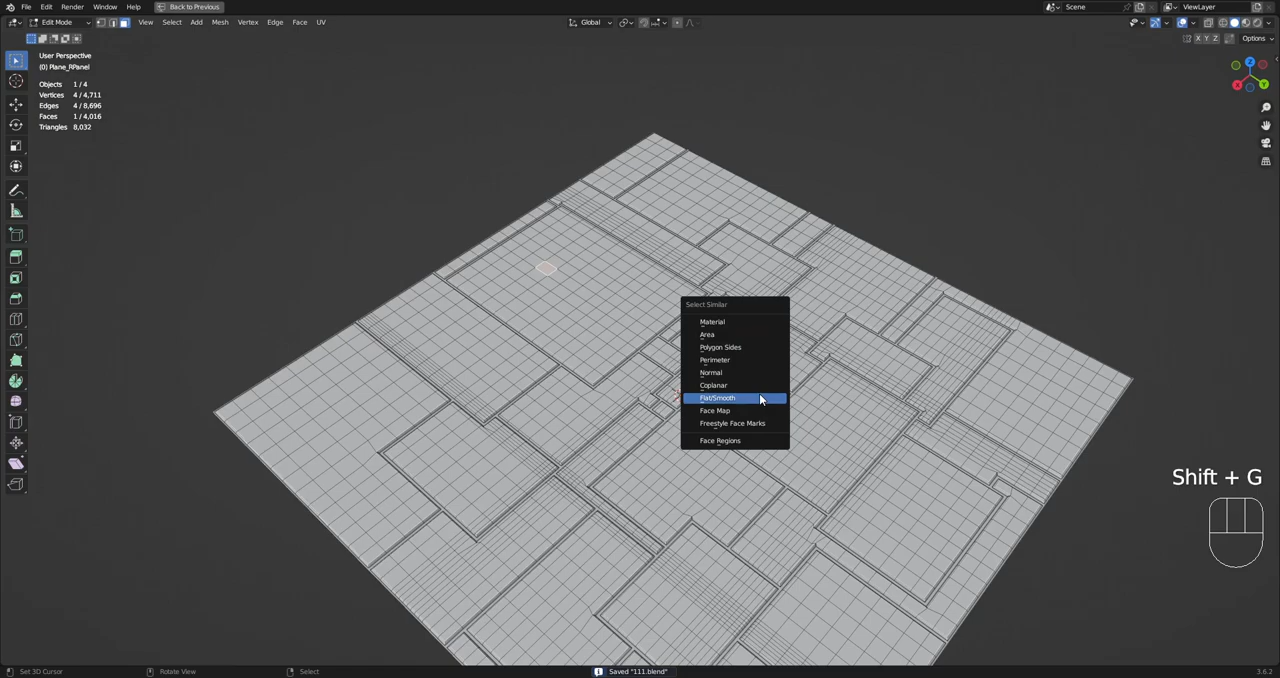 File Edit Render Window Help Back to Previous Scene ViewLayer
Edit Mode View Select Add Mesh Vertex Edge Face UV Global
X Y Z Options
User Perspective
(0) Plane_RPanel
Objects 1 / 4
Vertices 4 / 4,711
Edges 4 / 8,696
Faces 1 / 4,016
Triangles 8,032
Z
X Y
Select Similar
Material
Area
Polygon Sides
Perimeter
Normal
Coplanar
Flat/Smooth
Face Map
Freestyle Face Marks
Face Regions
Shift + G
Set 3D Cursor Rotate View Select Saved "111.blend" 3.6.2